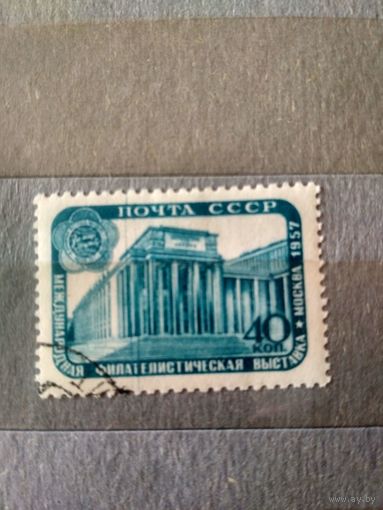 ПОЧТА СССР
40
КОП.
МЕЖДУНАРОДНАЯ ФИЛАТЕЛИСТИЧЕСКАЯ ВЫСТАВКА ★ МОСКВА 1957
www.ay.by